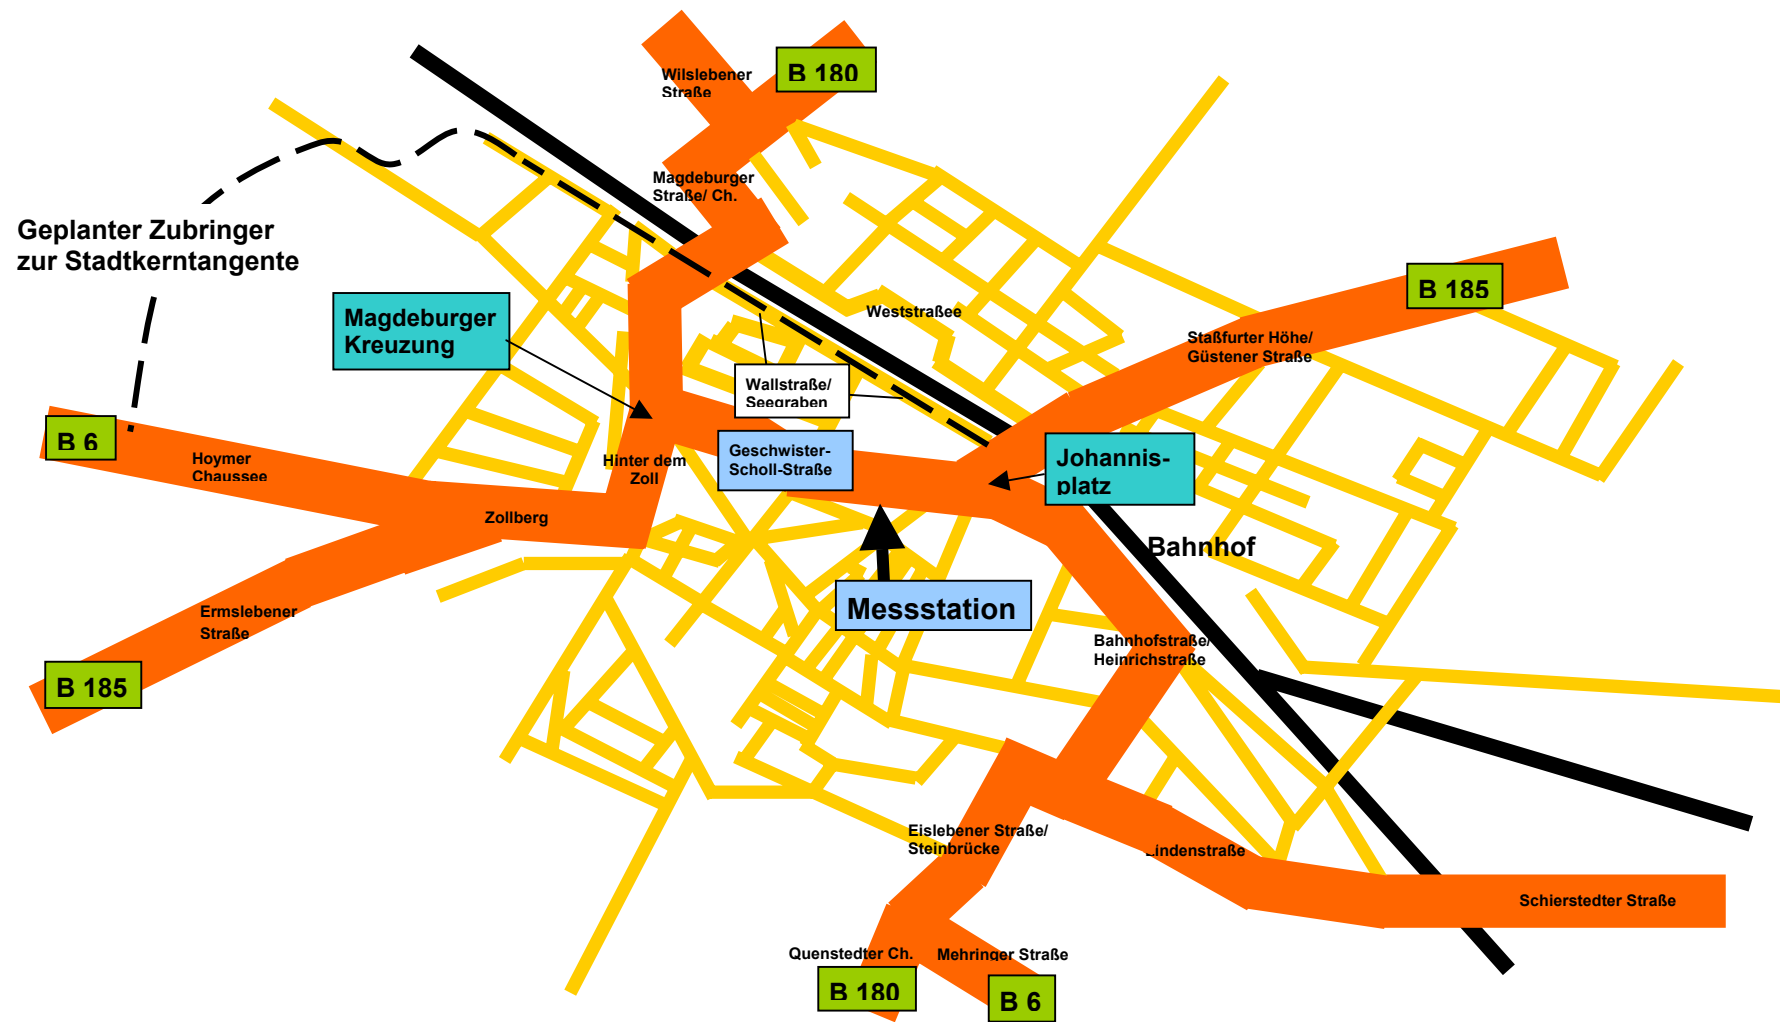 B 180
Wilslebener
Straße
Magdeburger
Straße/ Ch.
Geplanter Zubringer
zur Stadtkerntangente
B 185
Magdeburger
Kreuzung
Weststraßee
Staßfurter Höhe/
Güstener Straße
Wallstraße/
Seegraben
B 6
Hoymer
Chaussee
Hinter dem
Zoll
Geschwister-
Scholl-Straße
Johannis-
platz
Zollberg
Bahnhof
Messstation
Ermslebener
Straße
Bahnhofstraße/
Heinrichstraße
B 185
Eislebener Straße/
Steinbrücke
Lindenstraße
Schierstedter Straße
Quenstedter Ch.
Mehringer Straße
B 180
B 6